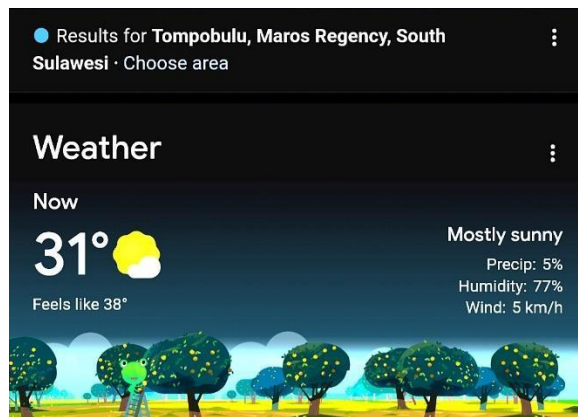 Results for Tompobulu, Maros Regency, South
Sulawesi · Choose area
Weather
Now
31°
Feels like 38°
Mostly sunny
Precip: 5%
Humidity: 77%
Wind: 5 km/h